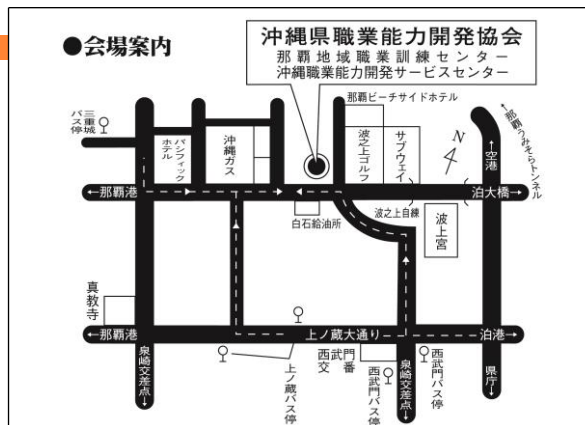 ●会場案内
沖縄県職業能力開発協会
那覇地域職業訓練センター
沖縄職業能力開発サービスセンター
三重城
バス停
パシフィック
ホテル
沖縄ガス
那覇ビーチサイドホテル
波之上ゴルフ
サブウェイ
N
↑那覇うみそらトンネル
↑空港
←那覇港
白石給油所
波之上自練
波上宮
泊大橋
真教寺
←那覇港
上ノ蔵大通り
泊港→
泉崎交差点↓
上ノ蔵バス停
西武門
交番
西武門バス停
泉崎交差点↓
西武門バス停
県庁↓